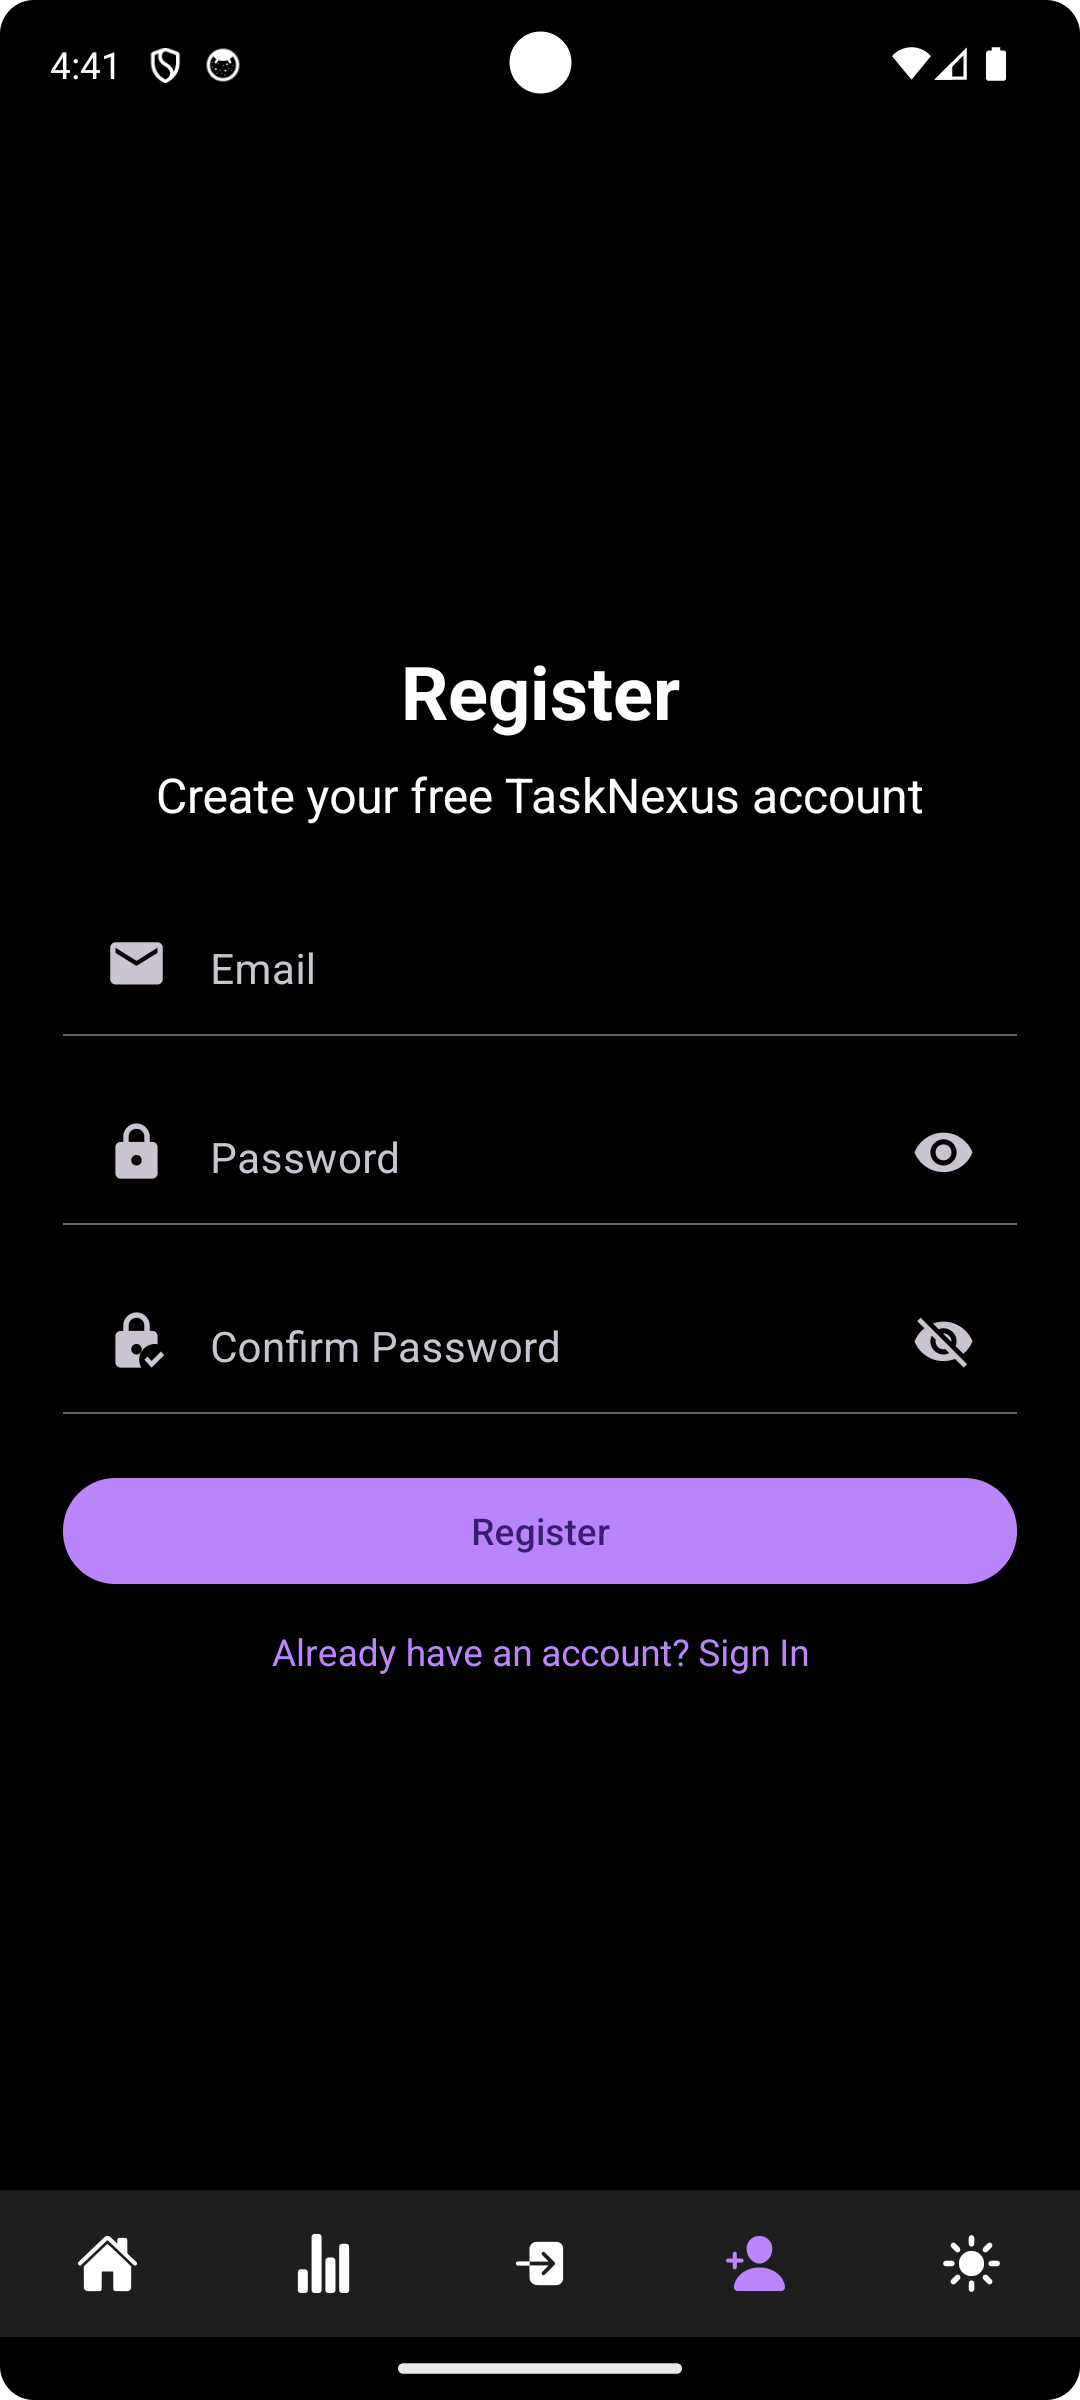 4:41
Register
Create your free TaskNexus account
Email
Password
Confirm Password
Register
Already have an account? Sign In